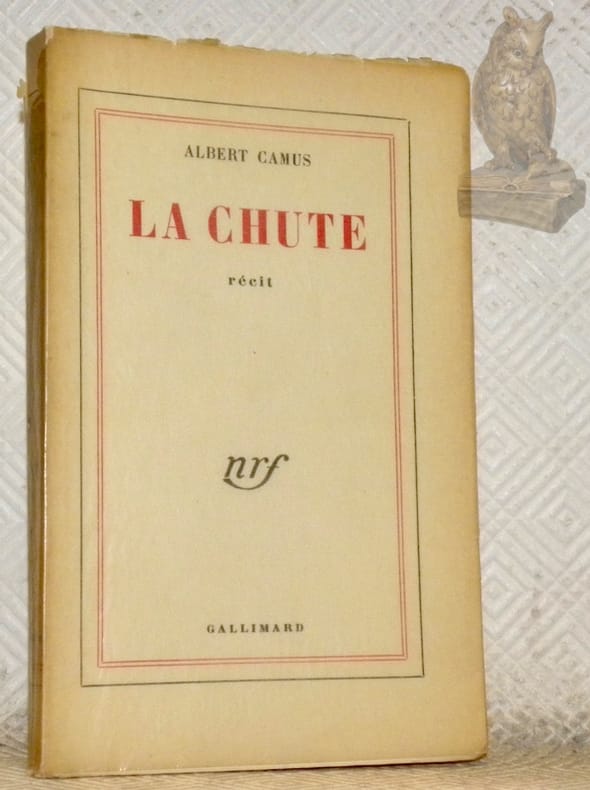 ALBERT CAMUS
LA CHUTE
récit
nrf
GALLIMARD